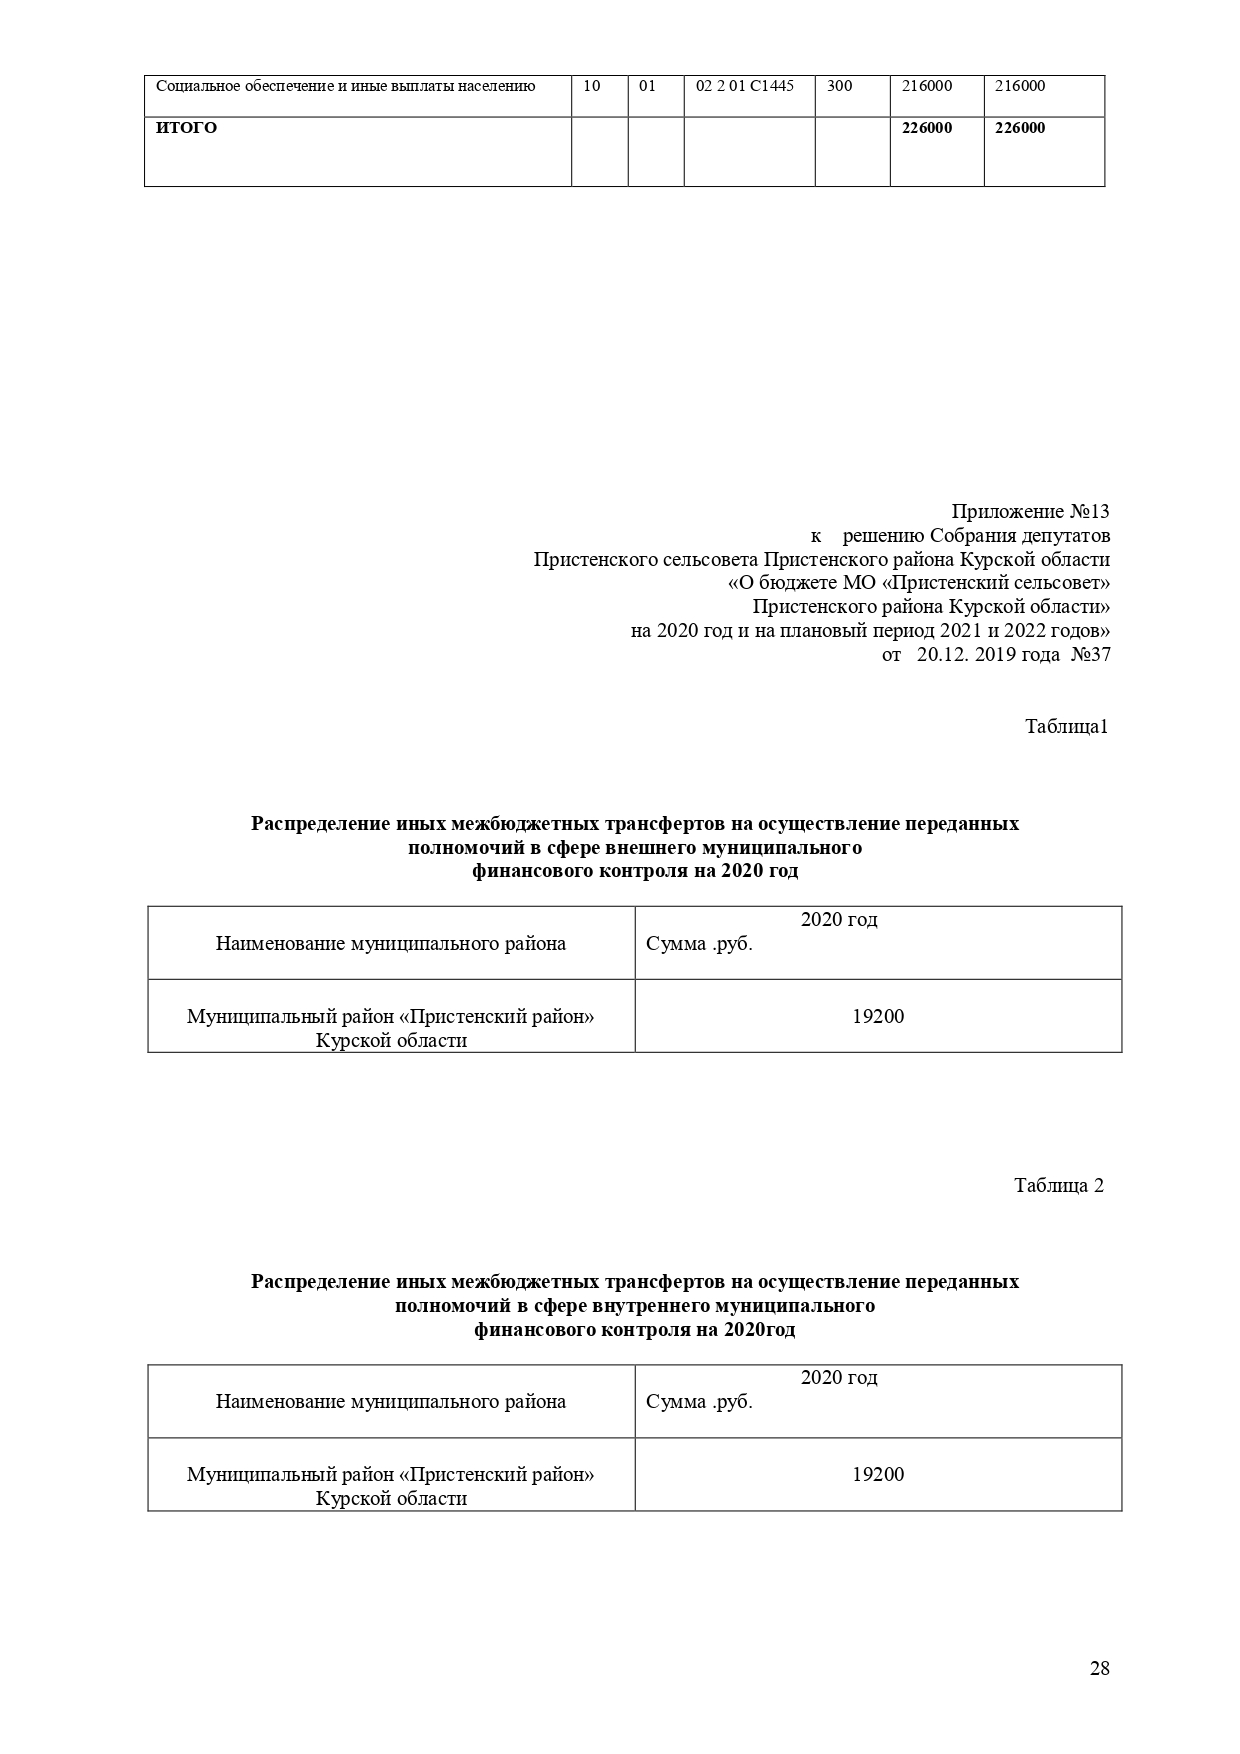 Социальное обеспечение и иные выплаты населению 10 01 02 2 01 С1445 300 216000 216000
ИТОГО 226000 226000
Приложение №13
к решению Собрания депутатов
Пристенского сельсовета Пристенского района Курской области
«О бюджете МО «Пристенский сельсовет»
Пристенского района Курской области»
на 2020 год и на плановый период 2021 и 2022 годов»
от 20.12. 2019 года №37
Таблица1
Распределение иных межбюджетных трансфертов на осуществление переданных
полномочий в сфере внешнего муниципального
финансового контроля на 2020 год
2020 год
Наименование муниципального района Сумма .руб.
Муниципальный район «Пристенский район» 19200
Курской области
Таблица 2
Распределение иных межбюджетных трансфертов на осуществление переданных
полномочий в сфере внутреннего муниципального
финансового контроля на 2020год
2020 год
Наименование муниципального района Сумма .руб.
Муниципальный район «Пристенский район» 19200
Курской области
28